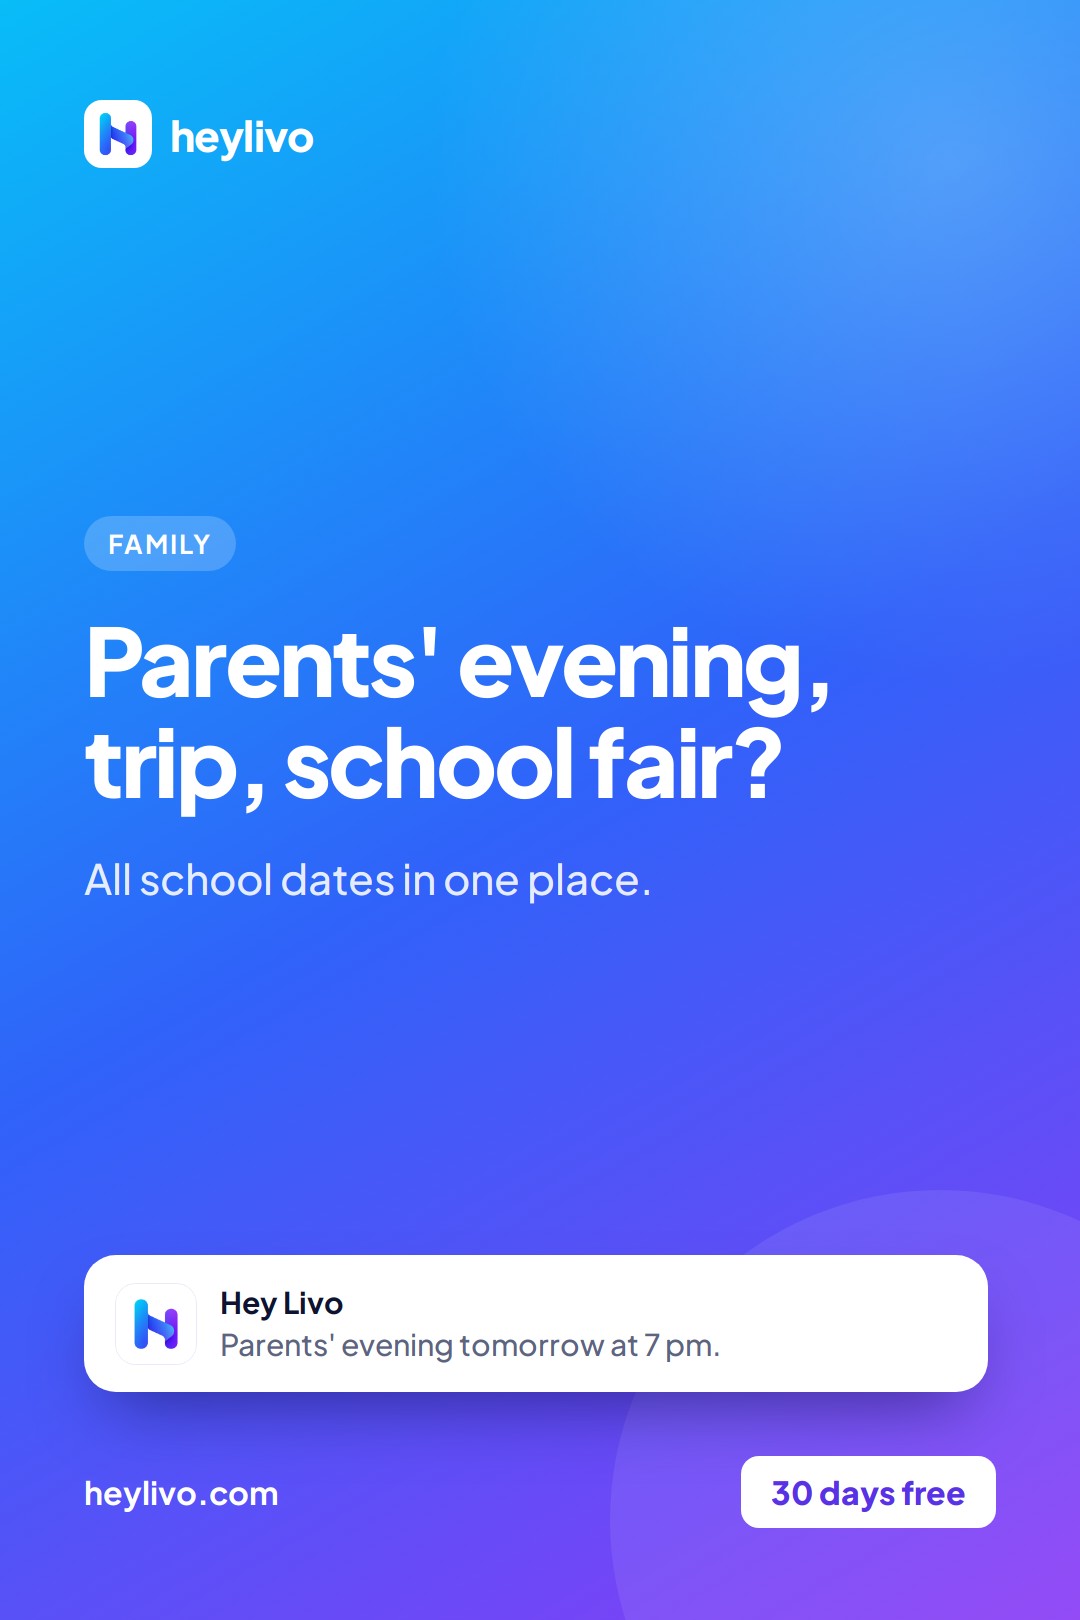 heylivo
FAMILY
Parents' evening,
trip, school fair?
All school dates in one place.
Hey Livo
Parents' evening tomorrow at 7 pm.
heylivo.com
30 days free